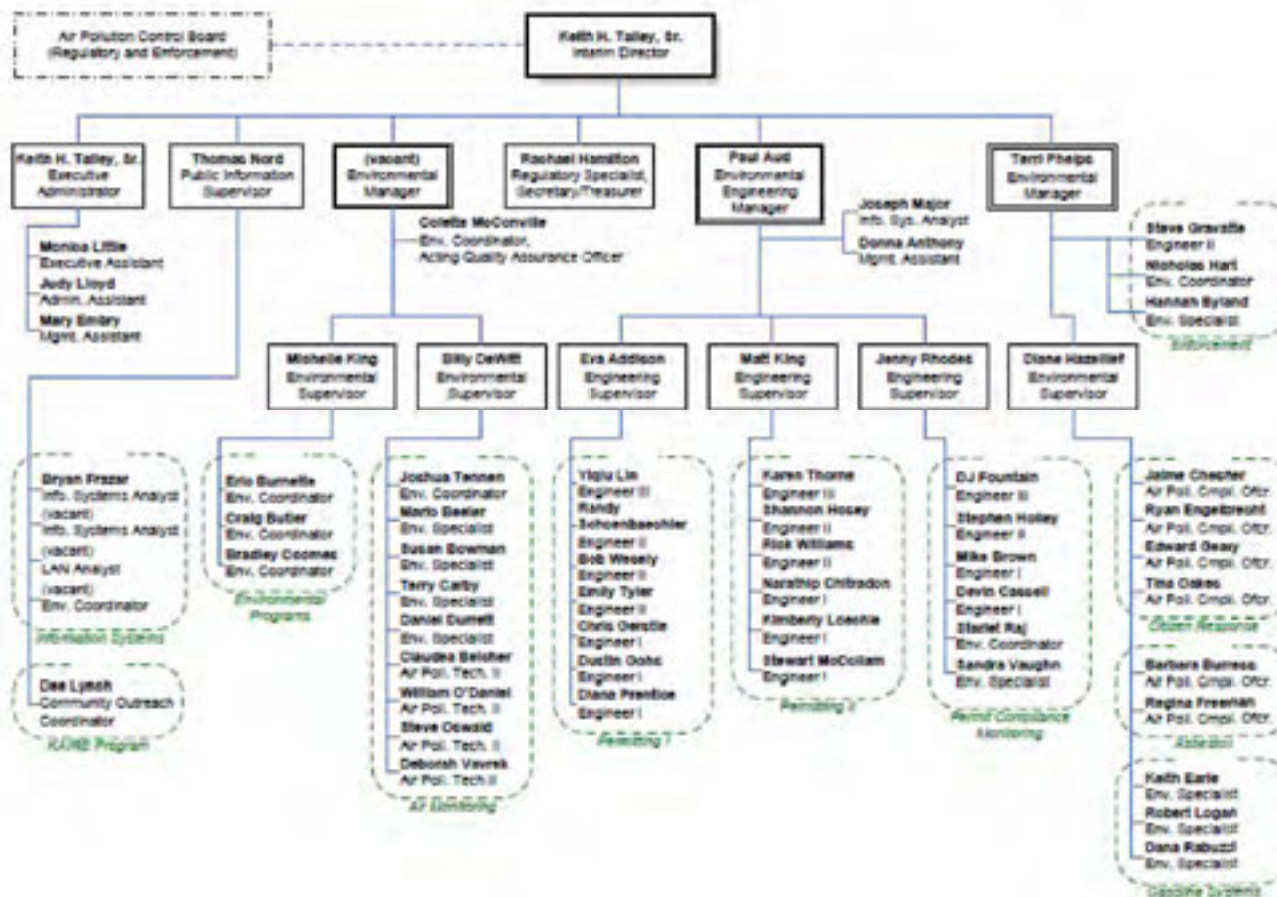 Air Pollution Control Board
(Regulatory and Enforcement)
Keith H. Talley, Sr.
Interim Director
Keith H. Talley, Sr.
Executive
Administrator
Thomas Nord
Public Information
Supervisor
(vacant)
Environmental
Manager
Rachael Hamilton
Regulatory Specialist,
Secretary/Treasurer
Paul Aud
Environmental
Engineering
Manager
Terri Phelps
Environmental
Manager
Monica Little
Executive Assistant
Judy Lloyd
Admin. Assistant
Mary Embry
Mgmt. Assistant
Colette McConville
Env. Coordinator,
Acting Quality Assurance Officer
Joseph Major
Info. Sys. Analyst
Donna Anthony
Mgmt. Assistant
Steve Gravatte
Engineer II
Nicholas Hart
Env. Coordinator
Hannah Byland
Env. Specialist
Enforcement
Michelle King
Environmental
Supervisor
Billy DeWitt
Environmental
Supervisor
Eva Addison
Engineering
Supervisor
Matt King
Engineering
Supervisor
Jenny Rhodes
Engineering
Supervisor
Diane Hazellief
Environmental
Supervisor
Bryan Frazar
Info. Systems Analyst
(vacant)
Info. Systems Analyst
(vacant)
LAN Analyst
(vacant)
Env. Coordinator
Information Systems
Dee Lynch
Community Outreach
Coordinator
KAIRE Program
Eric Burnette
Env. Coordinator
Craig Butler
Env. Coordinator
Bradley Coomes
Env. Coordinator
Environmental
Programs
Joshua Tennen
Env. Coordinator
Mario Beeler
Env. Specialist
Susan Bowman
Env. Specialist
Terry Carby
Env. Specialist
Daniel Durrett
Env. Specialist
Claudea Belcher
Air Poll. Tech. II
William O'Daniel
Air Poll. Tech. II
Steve Oswald
Air Poll. Tech. II
Deborah Vavrek
Air Poll. Tech II
Air Monitoring
Yiqiu Lin
Engineer III
Randy
Schoenbaechler
Engineer II
Bob Wesely
Engineer II
Emily Tyler
Engineer II
Chris Gerstle
Engineer I
Dustin Gohs
Engineer I
Diana Prentice
Engineer I
Permitting I
Karen Thorne
Engineer III
Shannon Hosey
Engineer II
Rick Williams
Engineer II
Narathip Chitradon
Engineer I
Kimberly Loechle
Engineer I
Stewart McCollam
Engineer I
Permitting II
DJ Fountain
Engineer III
Stephen Holley
Engineer II
Mike Brown
Engineer I
Devin Cassell
Engineer I
Starlet Raj
Env. Coordinator
Sandra Vaughn
Env. Specialist
Permit Compliance
Monitoring
Jaime Chester
Air Poll. Cmpl. Ofcr.
Ryan Engelbrecht
Air Poll. Cmpl. Ofcr.
Edward Geary
Air Poll. Cmpl. Ofcr.
Tina Oakes
Air Poll. Cmpl. Ofcr.
Citizen Response
Barbara Burress
Air Poll. Cmpl. Ofcr.
Regina Freeman
Air Poll. Cmpl. Ofcr.
Asbestos
Keith Earle
Env. Specialist
Robert Logan
Env. Specialist
Dana Rabuzzi
Env. Specialist
Gasoline Systems